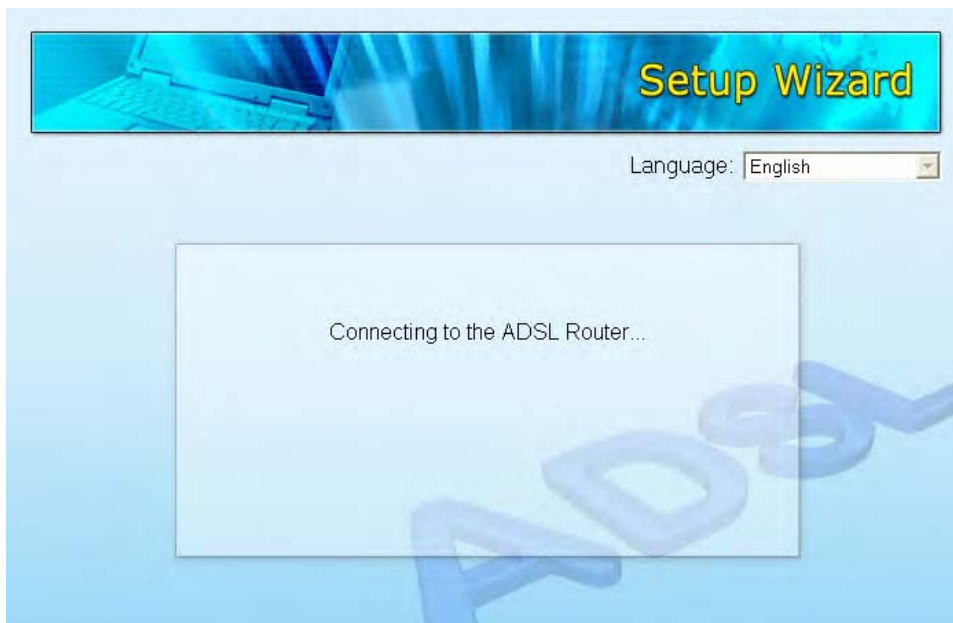 Setup Wizard
Language: English
Connecting to the ADSL Router...
ADSL